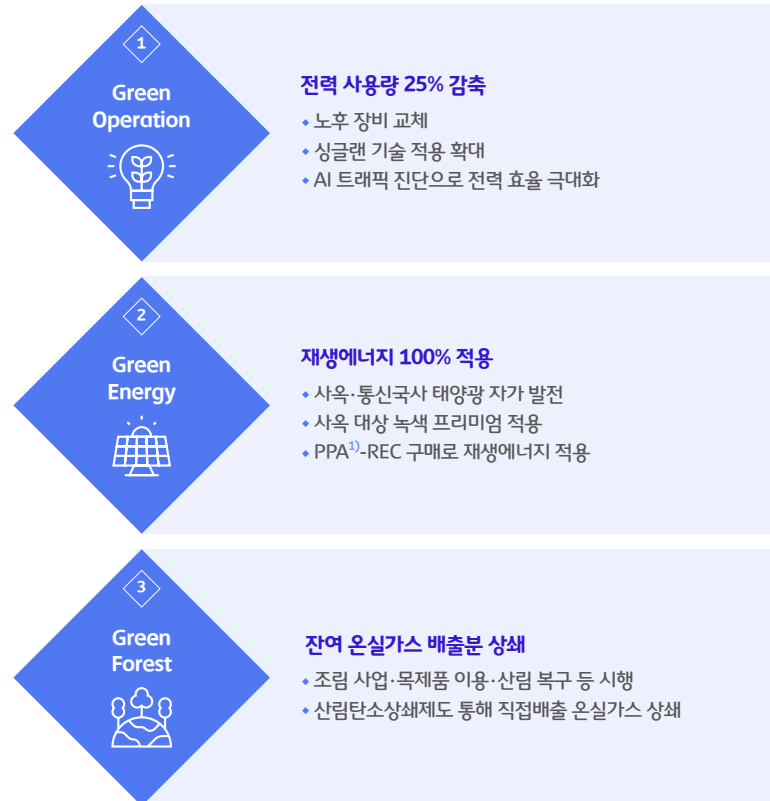 1
Green
Operation
전력 사용량 25% 감축
노후 장비 교체
싱글랜 기술 적용 확대
AI 트래픽 진단으로 전력 효율 극대화
2
Green
Energy
재생에너지 100% 적용
사옥·통신국사 태양광 자가 발전
사옥 대상 녹색 프리미엄 적용
PPA¹⁾-REC 구매로 재생에너지 적용
3
Green
Forest
잔여 온실가스 배출분 상쇄
조림 사업·목제품 이용·산림 복구 등 시행
산림탄소상쇄제도 통해 직접배출 온실가스 상쇄